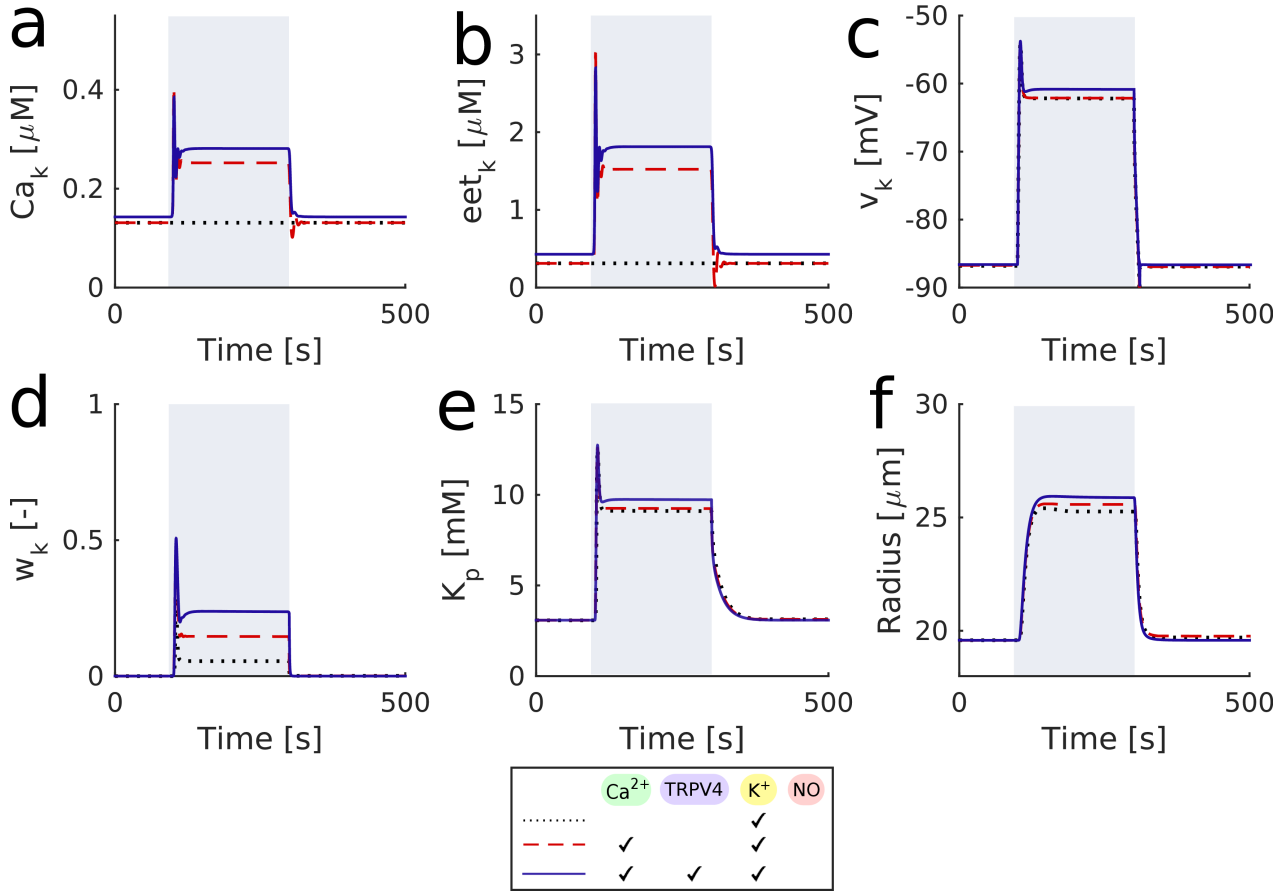 a
Ca_k [μM]
0.4
0.2
0
0
500
Time [s]
b
eet_k [μM]
3
2
1
0
0
500
Time [s]
c
v_k [mV]
-50
-60
-70
-80
-90
0
500
Time [s]
d
w_k [-]
1
0.5
0
0
500
Time [s]
e
K_p [mM]
15
10
5
0
0
500
Time [s]
f
Radius [μm]
30
25
20
0
500
Time [s]
Ca²⁺ TRPV4 K⁺ NO
✓
✓ ✓
✓ ✓ ✓